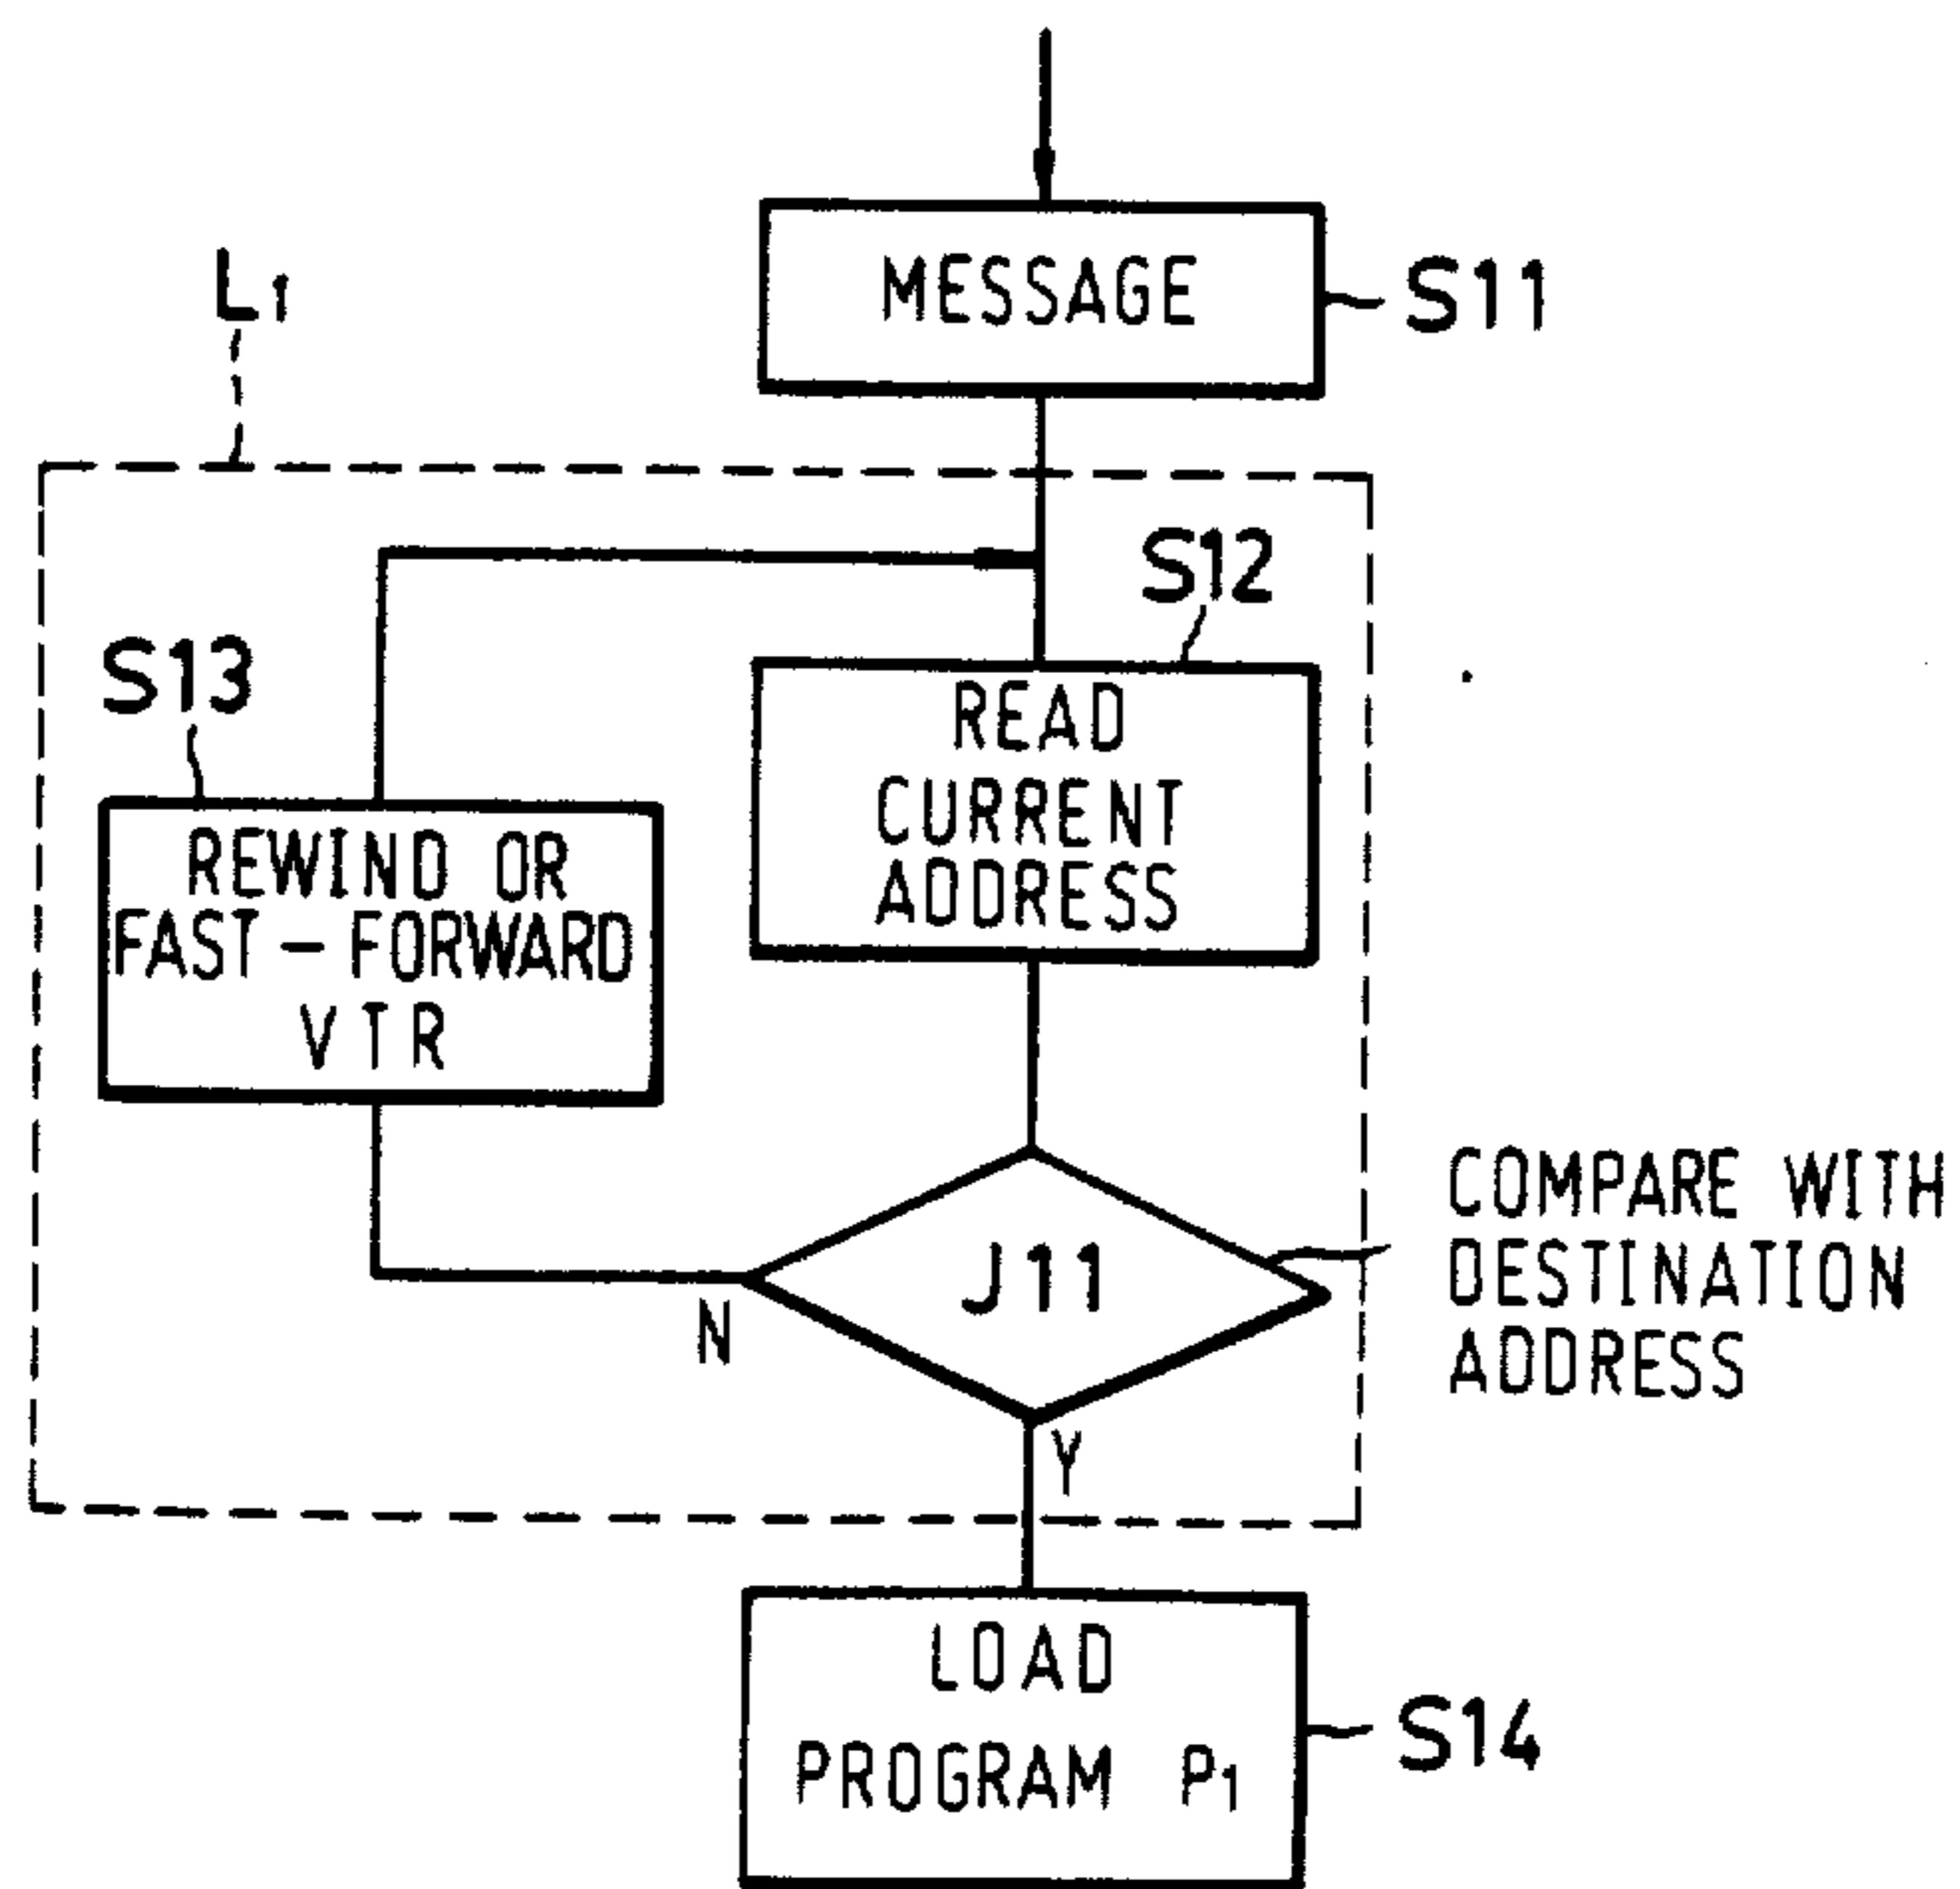 MESSAGE
S11
L1
S12
S13
READ
CURRENT
ADDRESS
REWIND OR
FAST-FORWARD
VTR
J11
COMPARE WITH
DESTINATION
ADDRESS
N
Y
LOAD
PROGRAM P1
S14